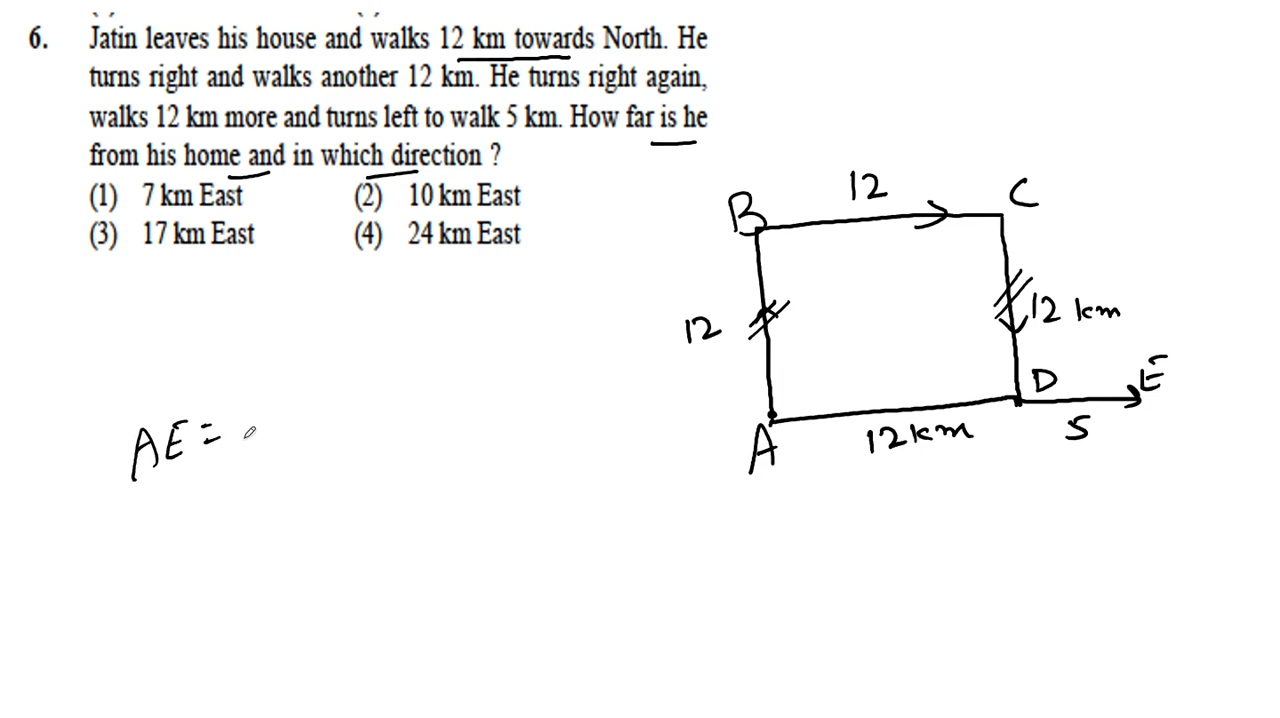 6. Jatin leaves his house and walks 12 km towards North. He
turns right and walks another 12 km. He turns right again,
walks 12 km more and turns left to walk 5 km. How far is he
from his home and in which direction ?
(1) 7 km East (2) 10 km East
(3) 17 km East (4) 24 km East
12
B C
12
12 km
D E
12km 5
A
AE =